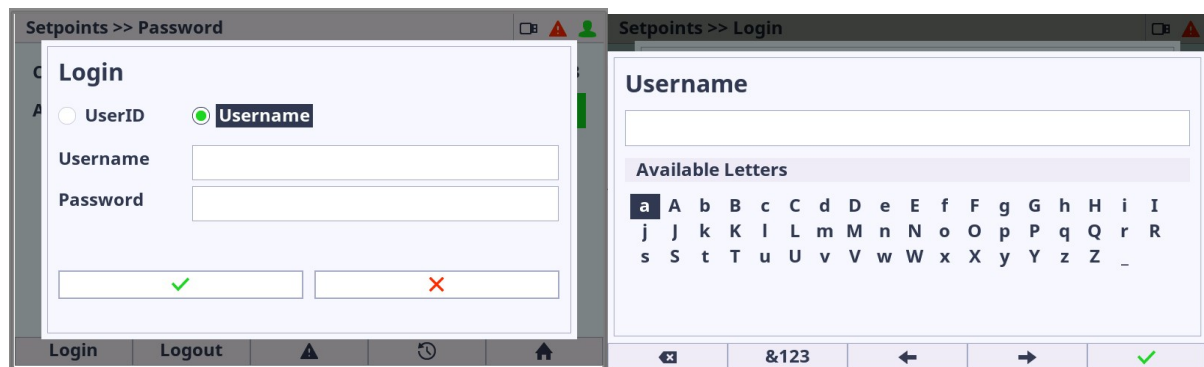 Setpoints >> Password
Login
UserID
Username
Username
Password
Login Logout
Setpoints >> Login
Username
Available Letters
a A b B c C d D e E f F g G h H i I
j J k K l L m M n N o O p P q Q r R
s S t T u U v V w W x X y Y z Z _
&123